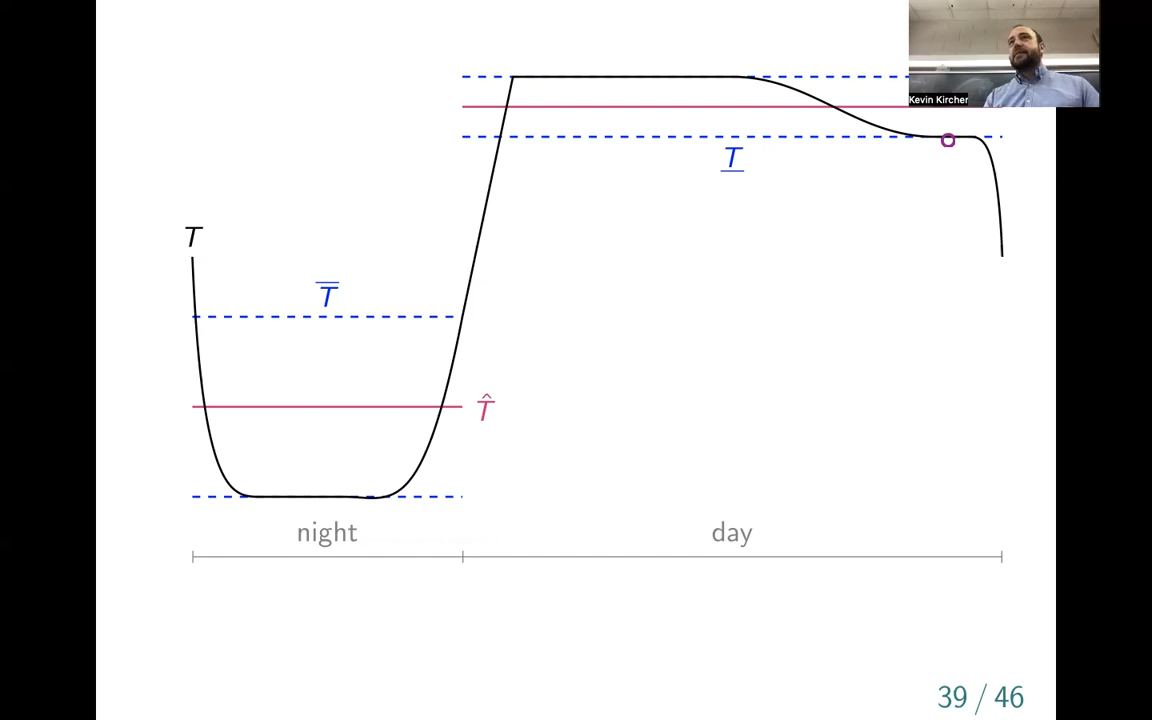 Kevin Kircher
T̲
T
T̅
T̂
night
day
39 / 46